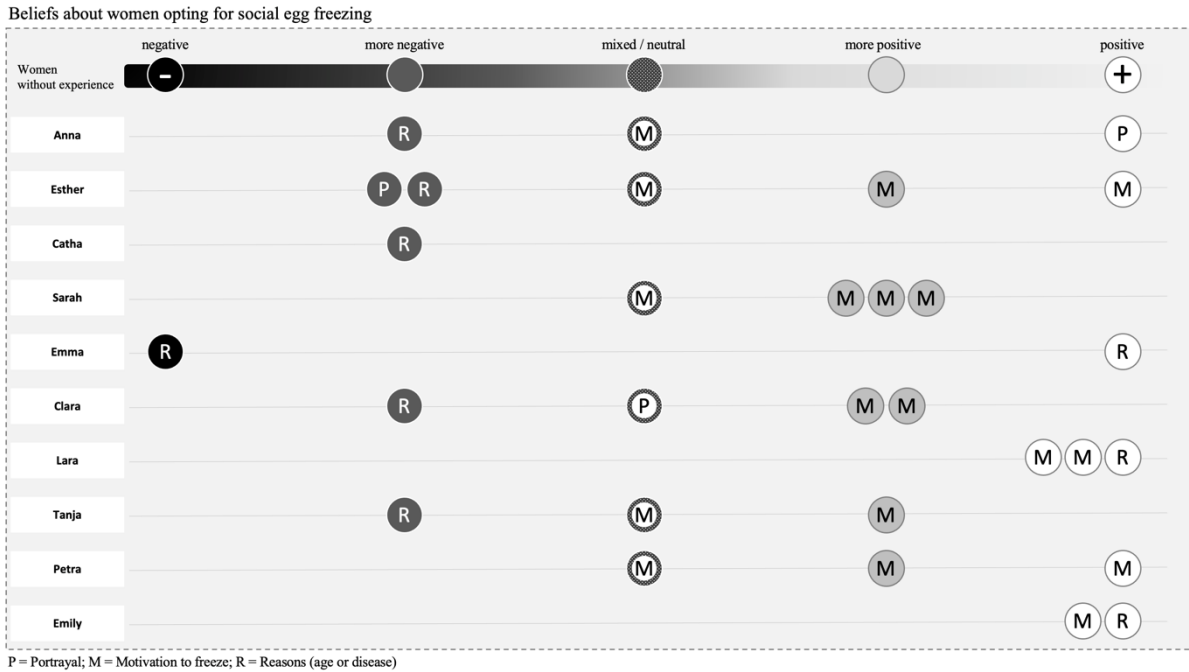 Beliefs about women opting for social egg freezing
negative more negative mixed / neutral more positive positive
Women
without experience
- +
Anna R M P
Esther P R M M M
Catha R
Sarah M M M M
Emma R R
Clara R P M M
Lara M M R
Tanja R M M
Petra M M M
Emily M R
P = Portrayal; M = Motivation to freeze; R = Reasons (age or disease)